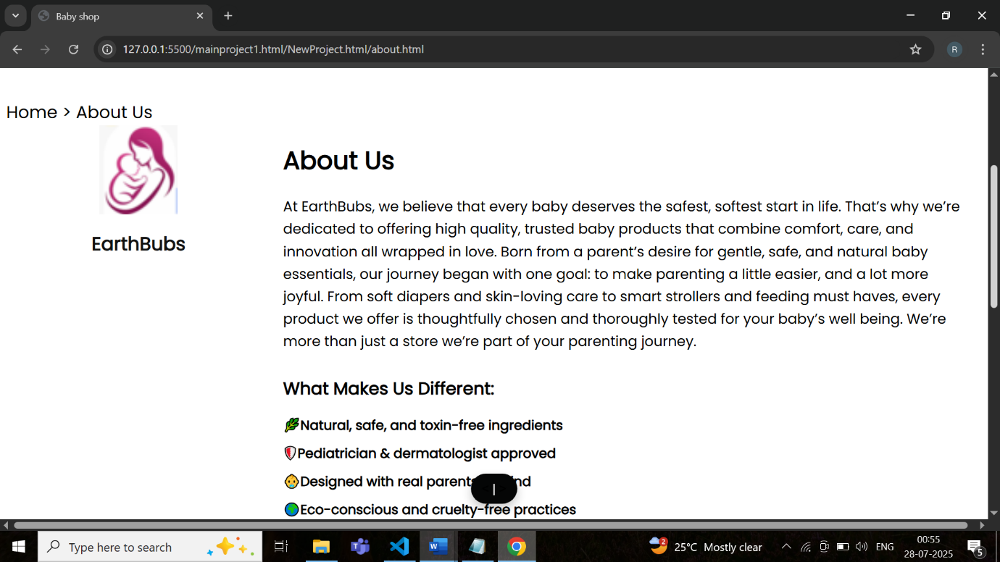 Baby shop
127.0.0.1:5500/mainproject1.html/NewProject.html/about.html
R
Home > About Us
EarthBubs
About Us
At EarthBubs, we believe that every baby deserves the safest, softest start in life. That’s why we’re
dedicated to offering high quality, trusted baby products that combine comfort, care, and
innovation all wrapped in love. Born from a parent’s desire for gentle, safe, and natural baby
essentials, our journey began with one goal: to make parenting a little easier, and a lot more
joyful. From soft diapers and skin-loving care to smart strollers and feeding must haves, every
product we offer is thoughtfully chosen and thoroughly tested for your baby’s well being. We’re
more than just a store we’re part of your parenting journey.
What Makes Us Different:
Natural, safe, and toxin-free ingredients
Pediatrician & dermatologist approved
Designed with real parents
Eco-conscious and cruelty-free practices
Type here to search
2
25°C Mostly clear
ENG
00:55
28-07-2025
5